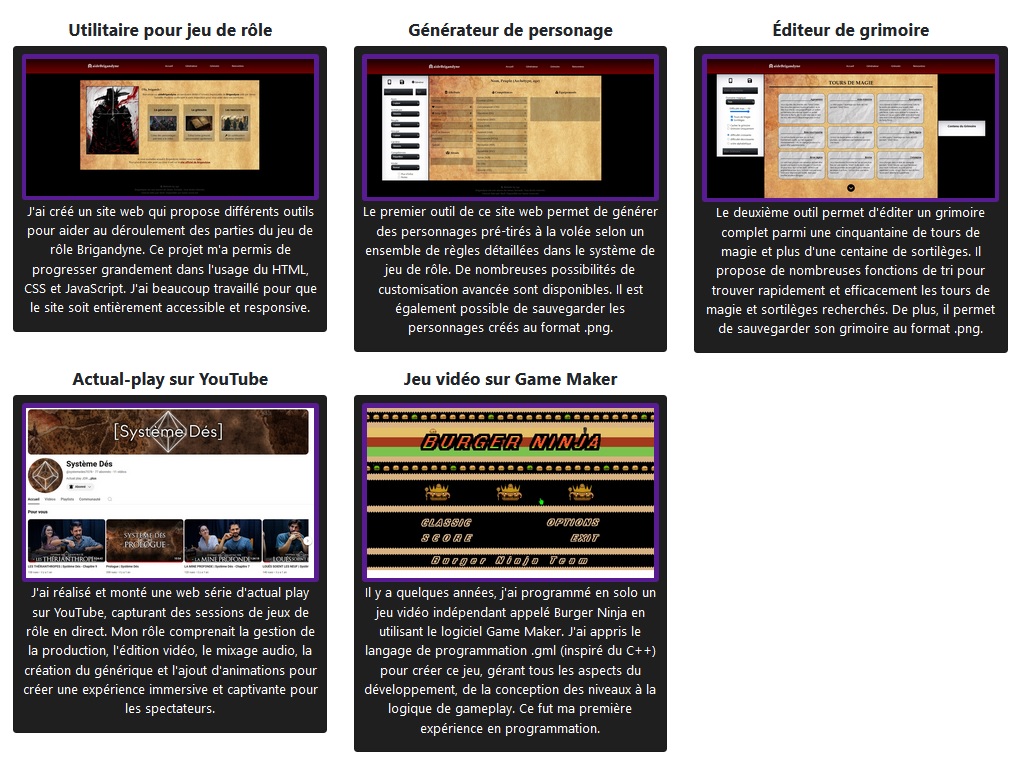 Utilitaire pour jeu de rôle
J'ai créé un site web qui propose différents outils
pour aider au déroulement des parties du jeu de
rôle Brigandyne. Ce projet m'a permis de
progresser grandement dans l'usage du HTML,
CSS et JavaScript. J'ai beaucoup travaillé pour que
le site soit entièrement accessible et responsive.
Générateur de personage
Le premier outil de ce site web permet de générer
des personnages pré-tirés à la volée selon un
ensemble de règles détaillées dans le système de
jeu de rôle. De nombreuses possibilités de
customisation avancée sont disponibles. Il est
également possible de sauvegarder les
personnages créés au format .png.
Éditeur de grimoire
TOURS DE MAGIE
Le deuxième outil permet d'éditer un grimoire
complet parmi une cinquantaine de tours de
magie et plus d'une centaine de sortilèges. Il
propose de nombreuses fonctions de tri pour
trouver rapidement et efficacement les tours de
magie et sortilèges recherchés. De plus, il permet
de sauvegarder son grimoire au format .png.
Actual-play sur YouTube
[Système Dés]
Système Dés
Accueil Vidéos Playlists Communauté
Pour vous
SYSTÈME DES
PROLOGUE
LES THÉRIANTHROPES
LA MINE PROFONDE
J'ai réalisé et monté une web série d'actual play
sur YouTube, capturant des sessions de jeux de
rôle en direct. Mon rôle comprenait la gestion de
la production, l'édition vidéo, le mixage audio, la
création du générique et l'ajout d'animations pour
créer une expérience immersive et captivante pour
les spectateurs.
Jeu vidéo sur Game Maker
BURGER NINJA
CLASSIC OPTIONS
SCORE EXIT
Burger Ninja Team
Il y a quelques années, j'ai programmé en solo un
jeu vidéo indépendant appelé Burger Ninja en
utilisant le logiciel Game Maker. J'ai appris le
langage de programmation .gml (inspiré du C++)
pour créer ce jeu, gérant tous les aspects du
développement, de la conception des niveaux à la
logique de gameplay. Ce fut ma première
expérience en programmation.